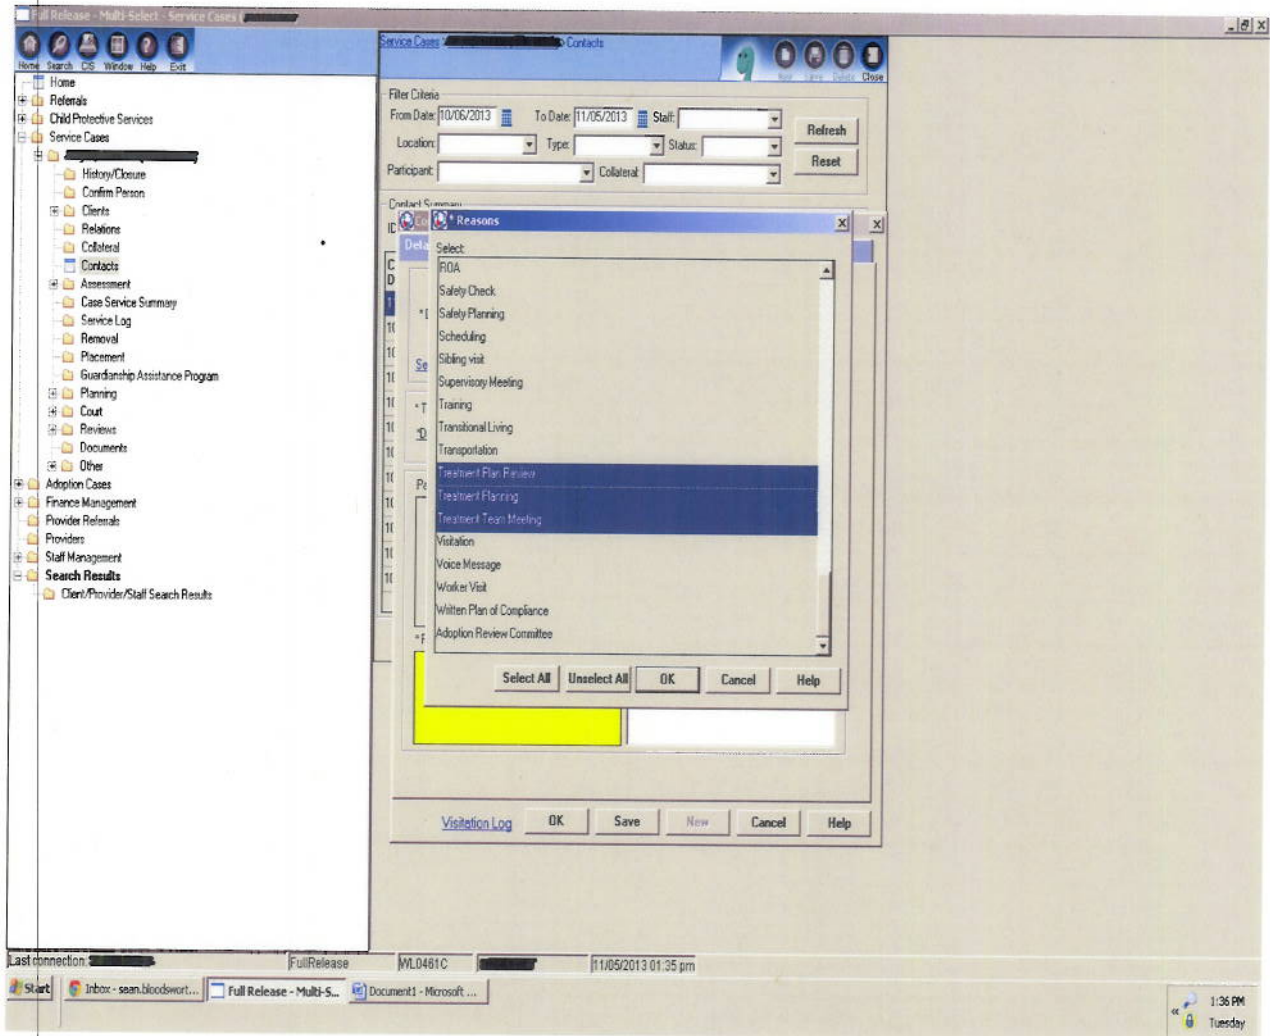 Full Release - Multi-Select - Service Cases (
Home Search CIS Window Help Exit
Home
Referrals
Child Protective Services
Service Cases
History/Closure
Confirm Person
Clients
Relations
Collateral
Contacts
Assessment
Case Service Summary
Service Log
Removal
Placement
Guardianship Assistance Program
Planning
Court
Reviews
Documents
Other
Adoption Cases
Finance Management
Provider Referrals
Providers
Staff Management
Search Results
Client/Provider/Staff Search Results
Service Cases > Contacts
New Save Delete Close
Filter Criteria
From Date: 10/06/2013 To Date: 11/05/2013 Staff:
Refresh
Location: Type: Status:
Reset
Participant: Collateral:
Contact Summary
* Reasons
Select:
ROA
Safety Check
Safety Planning
Scheduling
Sibling visit
Supervisory Meeting
Training
Transitional Living
Transportation
Treatment Plan Review
Treatment Planning
Treatment Team Meeting
Visitation
Voice Message
Worker Visit
Written Plan of Compliance
Adoption Review Committee
Select All Unselect All OK Cancel Help
Visitation Log OK Save New Cancel Help
Last connection: FullRelease WL0461C 11/05/2013 01:35 pm
Start Inbox - sean.bloodswort... Full Release - Multi-S... Document1 - Microsoft ...
1:36 PM
Tuesday